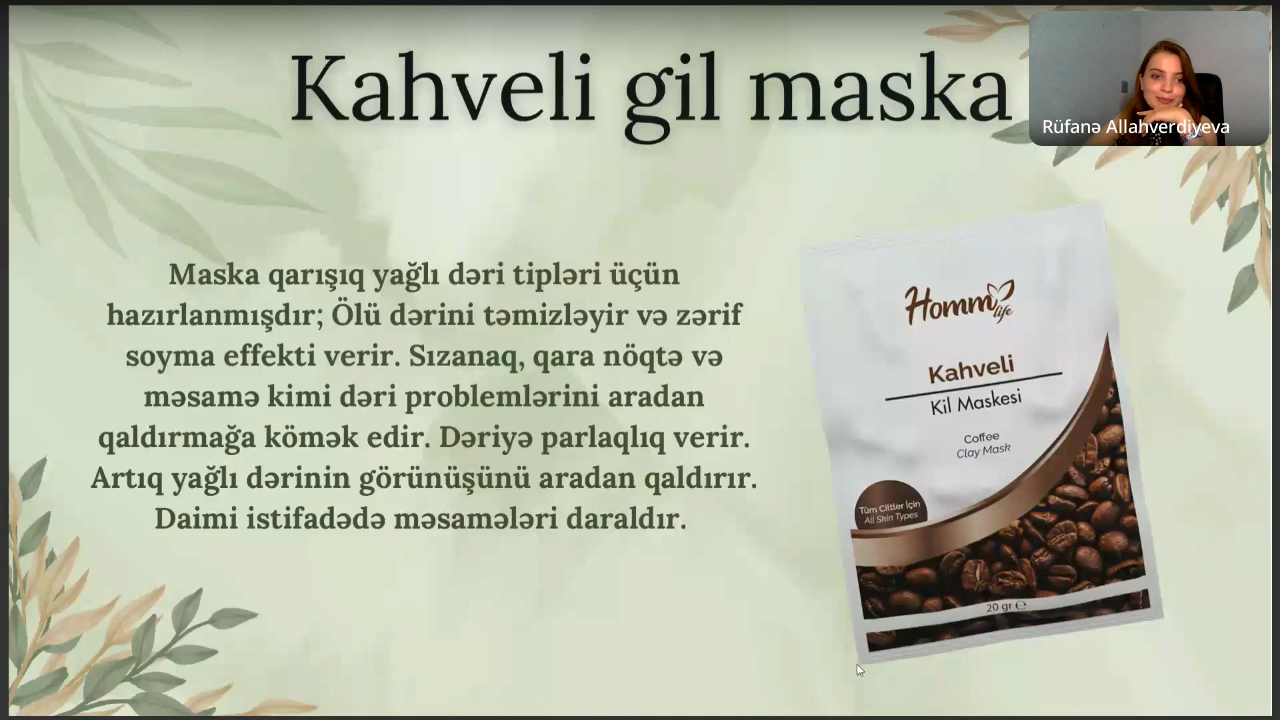 Kahveli gil maska
Rüfanə Allahverdiyeva
Maska qarışıq yağlı dəri tipləri üçün
hazırlanmışdır; Ölü dərini təmizləyir və zərif
soyma effekti verir. Sızanaq, qara nöqtə və
məsamə kimi dəri problemlərini aradan
qaldırmağa kömək edir. Dəriyə parlaqlıq verir.
Artıq yağlı dərinin görünüşünü aradan qaldırır.
Daimi istifadədə məsamələri daraldır.
Homm
life
Kahveli
Kil Maskesi
Coffee
Clay Mask
Tüm Ciltler İçin
All Skin Types
20 gr ℮